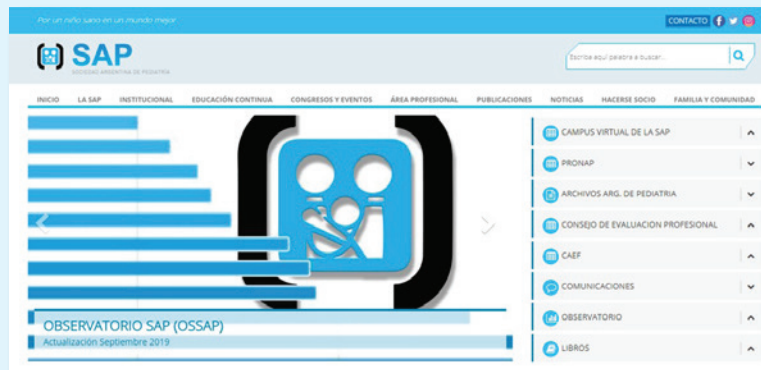 Por un niño sano en un mundo mejor
CONTACTO
SAP
SOCIEDAD ARGENTINA DE PEDIATRÍA
Escriba aquí palabra a buscar...
INICIO LA SAP INSTITUCIONAL EDUCACIÓN CONTINUA CONGRESOS Y EVENTOS ÁREA PROFESIONAL PUBLICACIONES NOTICIAS HACERSE SOCIO FAMILIA Y COMUNIDAD
OBSERVATORIO SAP (OSSAP)
Actualización Septiembre 2019
CAMPUS VIRTUAL DE LA SAP
PRONAP
ARCHIVOS ARG. DE PEDIATRIA
CONSEJO DE EVALUACION PROFESIONAL
CAEF
COMUNICACIONES
OBSERVATORIO
LIBROS